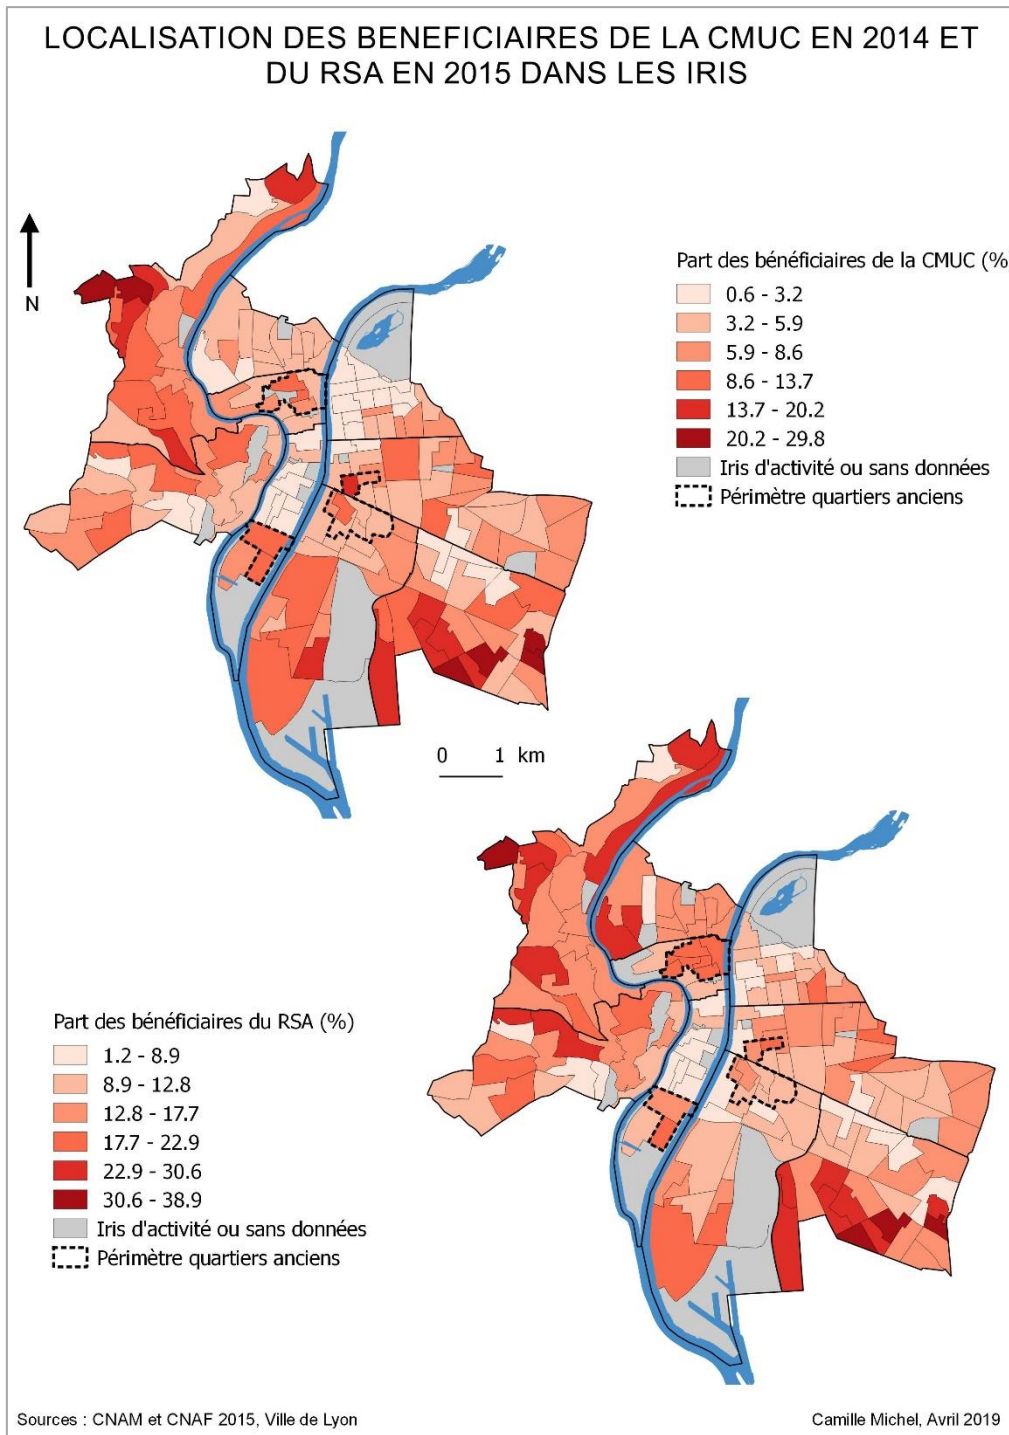 LOCALISATION DES BENEFICIAIRES DE LA CMUC EN 2014 ET
DU RSA EN 2015 DANS LES IRIS
N
Part des bénéficiaires de la CMUC (%
0.6 - 3.2
3.2 - 5.9
5.9 - 8.6
8.6 - 13.7
13.7 - 20.2
20.2 - 29.8
Iris d'activité ou sans données
Périmètre quartiers anciens
0 1 km
Part des bénéficiaires du RSA (%)
1.2 - 8.9
8.9 - 12.8
12.8 - 17.7
17.7 - 22.9
22.9 - 30.6
30.6 - 38.9
Iris d'activité ou sans données
Périmètre quartiers anciens
Sources : CNAM et CNAF 2015, Ville de Lyon
Camille Michel, Avril 2019